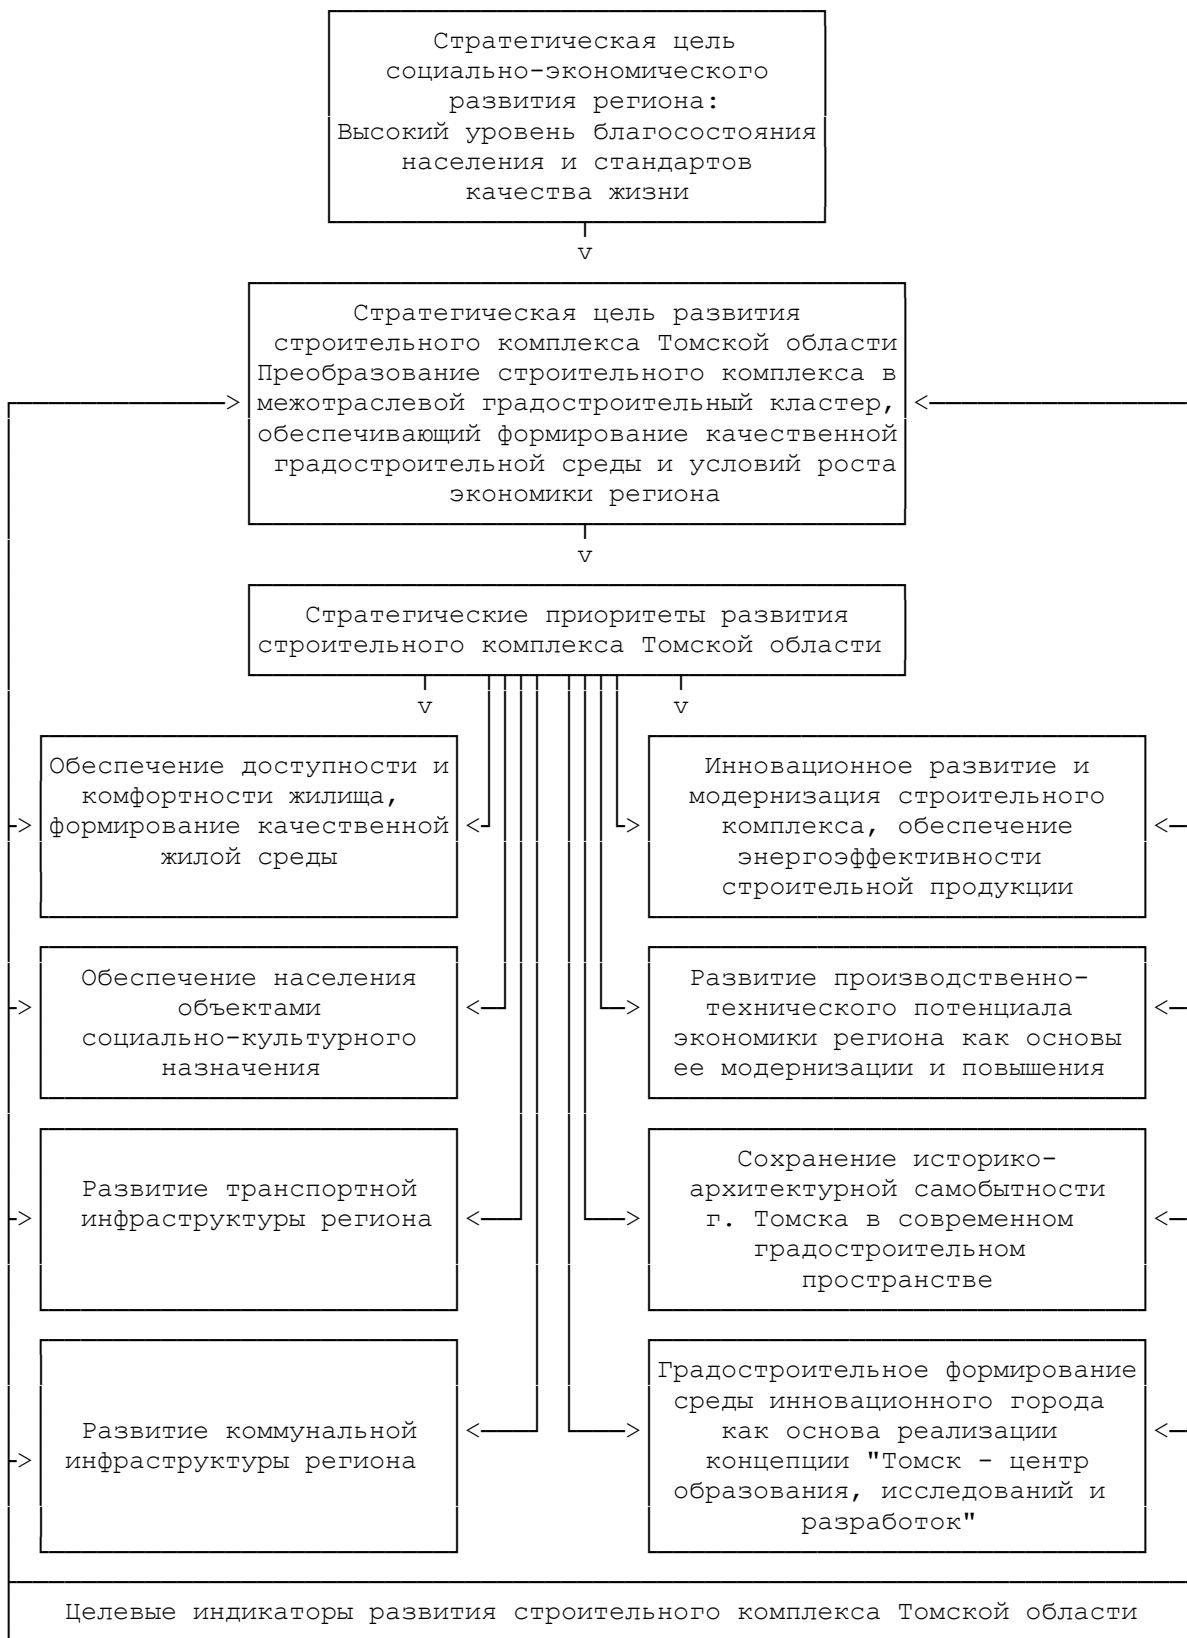 Стратегическая цель
социально-экономического
развития региона:
Высокий уровень благосостояния
населения и стандартов
качества жизни
v
Стратегическая цель развития
строительного комплекса Томской области
Преобразование строительного комплекса в
межотраслевой градостроительный кластер,
обеспечивающий формирование качественной
градостроительной среды и условий роста
экономики региона
v
Стратегические приоритеты развития
строительного комплекса Томской области
v v
Обеспечение доступности и
комфортности жилища,
формирование качественной
жилой среды
Инновационное развитие и
модернизация строительного
комплекса, обеспечение
энергоэффективности
строительной продукции
Обеспечение населения
объектами
социально-культурного
назначения
Развитие производственно-
технического потенциала
экономики региона как основы
ее модернизации и повышения
Развитие транспортной
инфраструктуры региона
Сохранение историко-
архитектурной самобытности
г. Томска в современном
градостроительном
пространстве
Развитие коммунальной
инфраструктуры региона
Градостроительное формирование
среды инновационного города
как основа реализации
концепции "Томск - центр
образования, исследований и
разработок"
Целевые индикаторы развития строительного комплекса Томской области